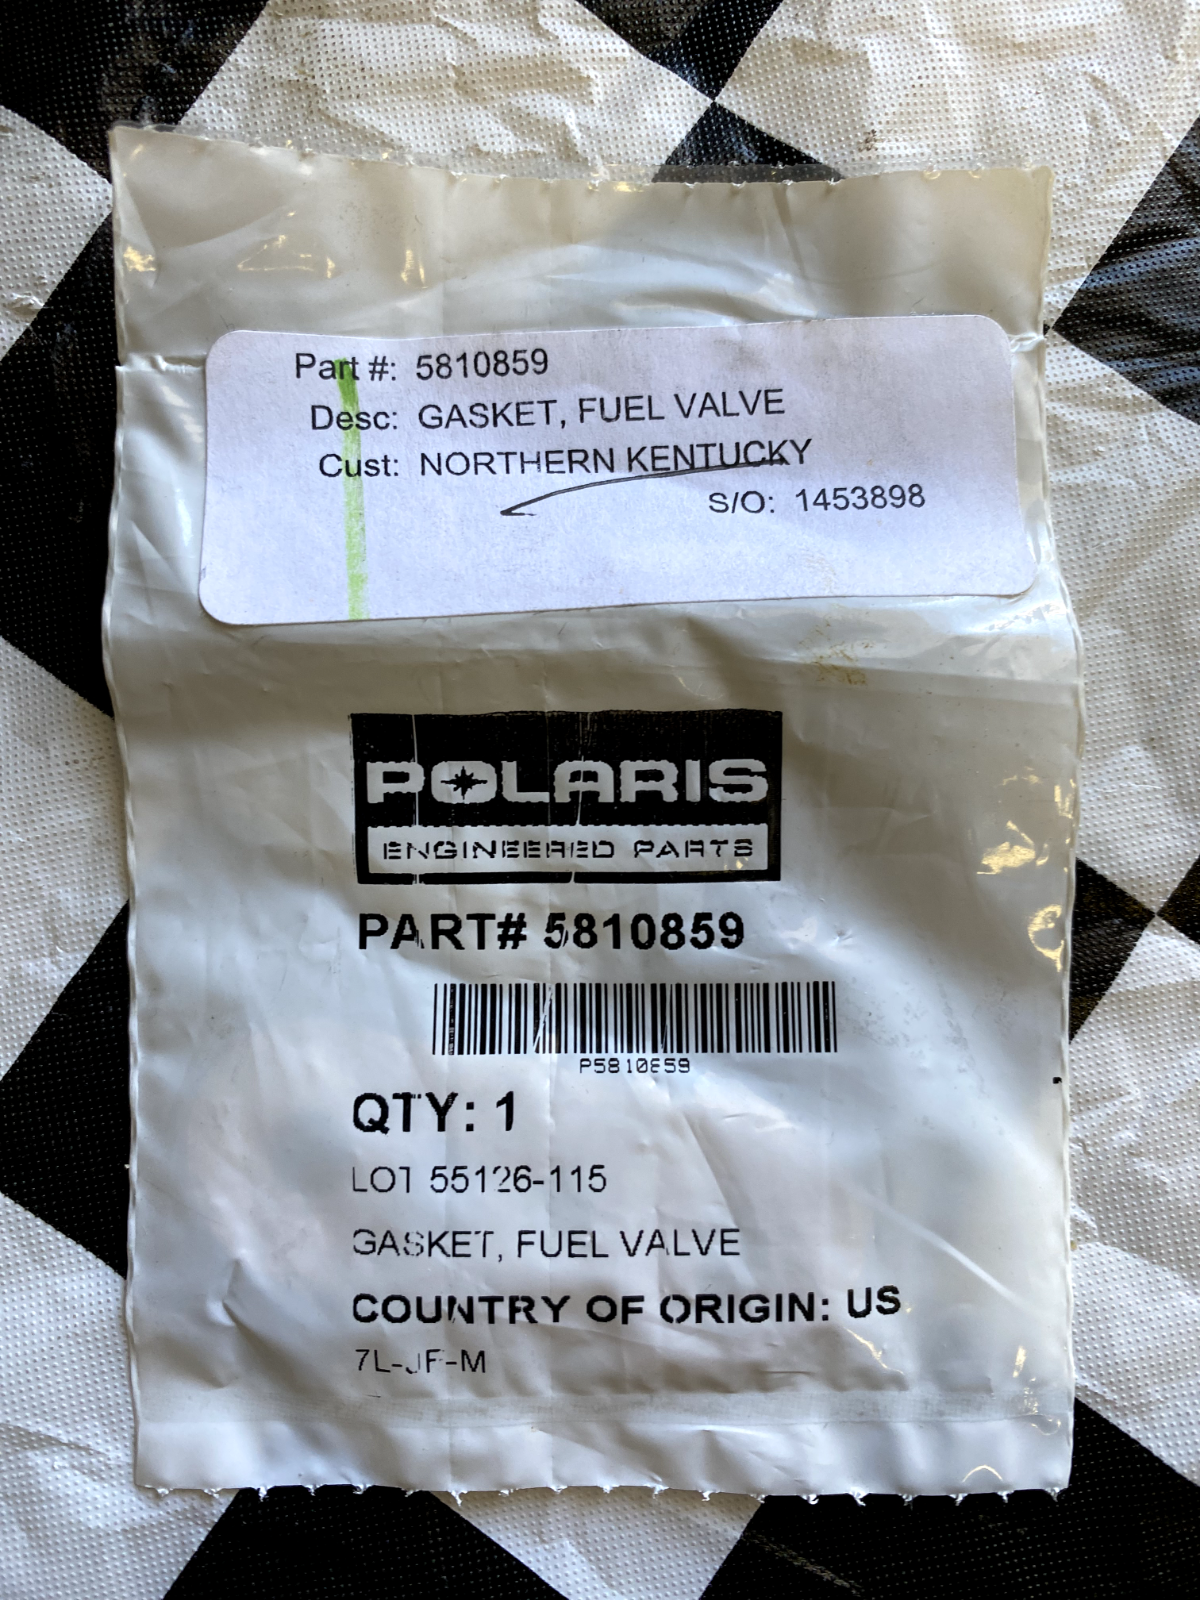 Part #: 5810859
Desc: GASKET, FUEL VALVE
Cust: NORTHERN KENTUCKY
S/O: 1453898
POLARIS
ENGINEERED PARTS
PART# 5810859
P5810859
QTY: 1
LOT 55126-115
GASKET, FUEL VALVE
COUNTRY OF ORIGIN: US
7L-JF-M